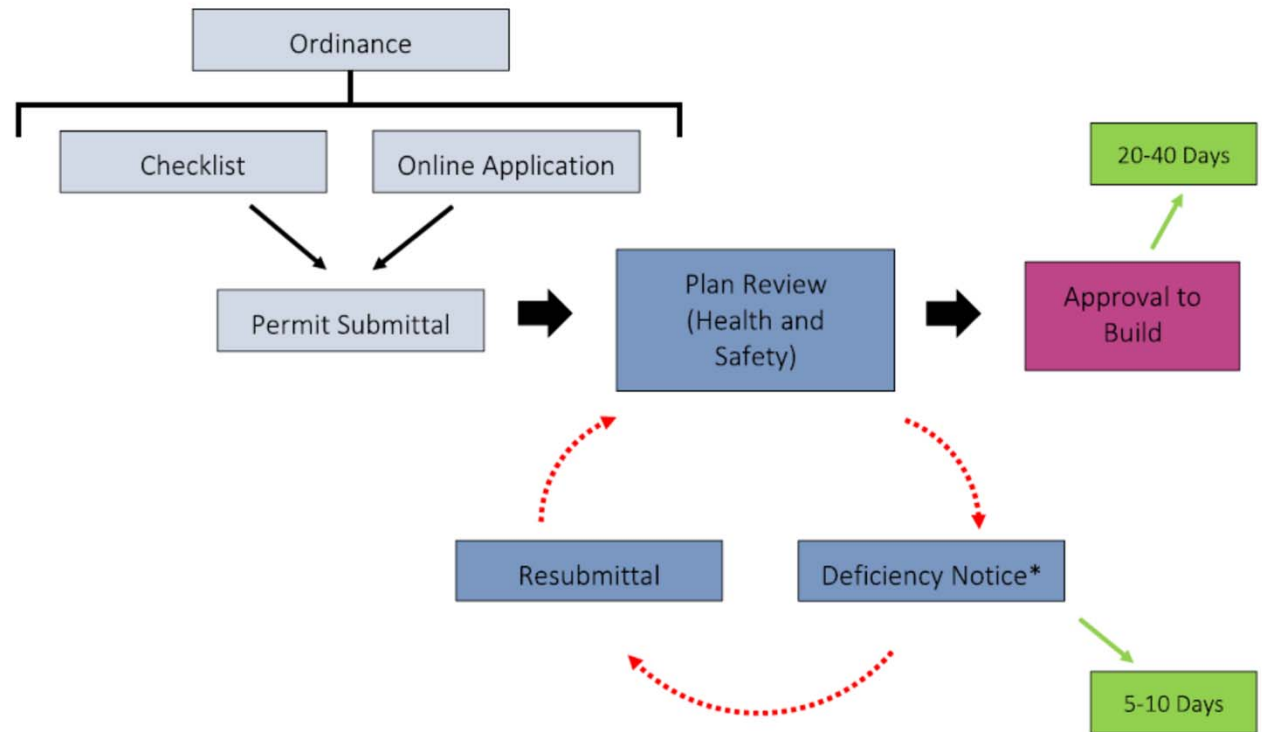 Ordinance
Checklist
Online Application
20-40 Days
Permit Submittal
Plan Review
(Health and
Safety)
Approval to
Build
Resubmittal
Deficiency Notice*
5-10 Days